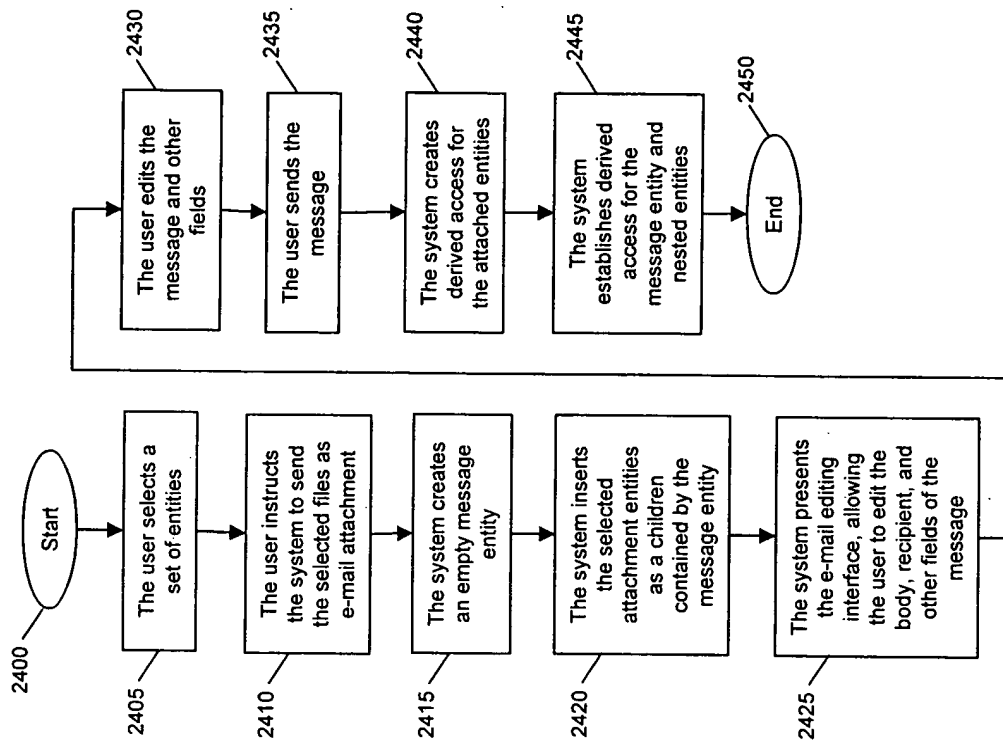 2400
Start
2405
The user selects a
set of entities
2410
The user instructs
the system to send
the selected files as
e-mail attachment
2415
The system creates
an empty message
entity
2420
The system inserts
the selected
attachment entities
as a children
contained by the
message entity
2425
The system presents
the e-mail editing
interface, allowing
the user to edit the
body, recipient, and
other fields of the
message
2430
The user edits the
message and other
fields
2435
The user sends the
message
2440
The system creates
derived access for
the attached entities
2445
The system
establishes derived
access for the
message entity and
nested entities
2450
End